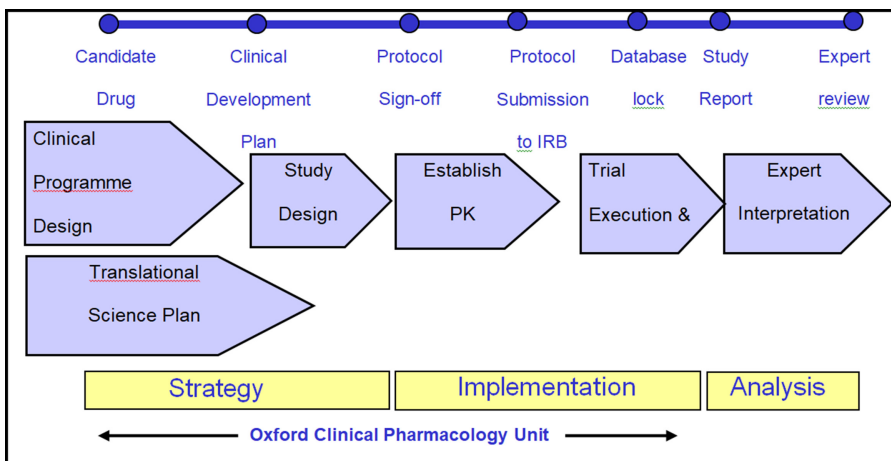 Candidate
Drug
Clinical
Development
Plan
Protocol
Sign-off
Protocol
Submission
to IRB
Database
lock
Study
Report
Expert
review
Clinical
Programme
Design
Study
Design
Establish
PK
Trial
Execution &
Expert
Interpretation
Translational
Science Plan
Strategy
Implementation
Analysis
Oxford Clinical Pharmacology Unit